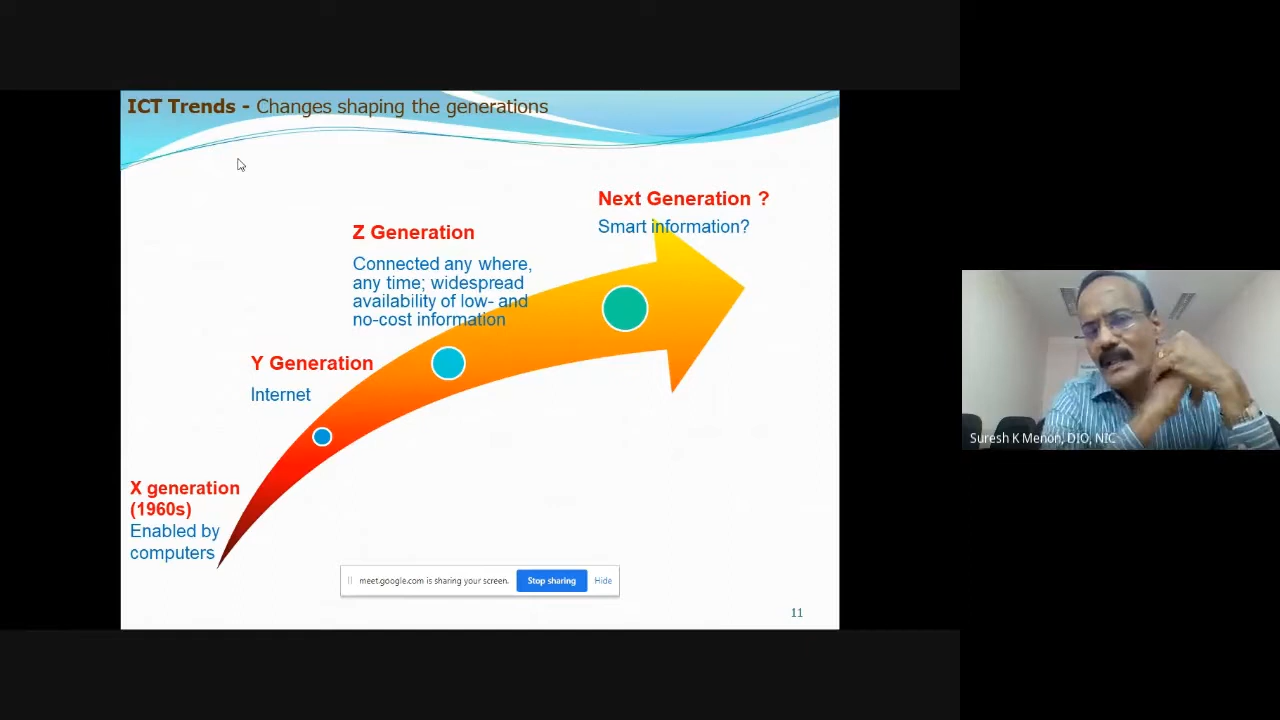 ICT Trends - Changes shaping the generations
Next Generation ?
Smart information?
Z Generation
Connected any where,
any time; widespread
availability of low- and
no-cost information
Y Generation
Internet
X generation
(1960s)
Enabled by
computers
meet.google.com is sharing your screen.
Stop sharing
Hide
11
Suresh K Menon, DIO, NIC